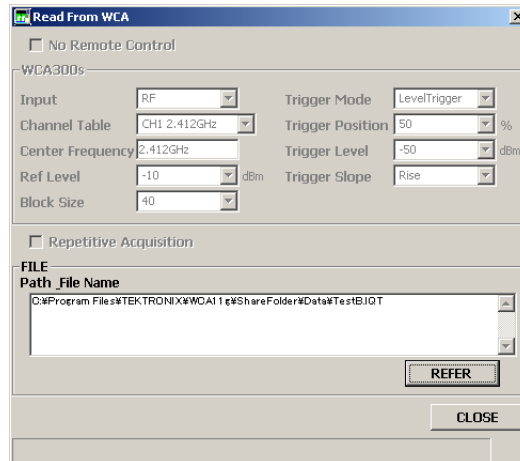 Read From WCA
No Remote Control
WCA300s
Input RF Trigger Mode LevelTrigger
Channel Table CH1 2.412GHz Trigger Position 50 %
Center Frequency 2.412GHz Trigger Level -50 dBm
Ref Level -10 dBm Trigger Slope Rise
Block Size 40
Repetitive Acquisition
FILE
Path_File Name
C:¥Program Files¥TEKTRONIX¥WCA11g¥ShareFolder¥Data¥TestB.IQT
REFER
CLOSE